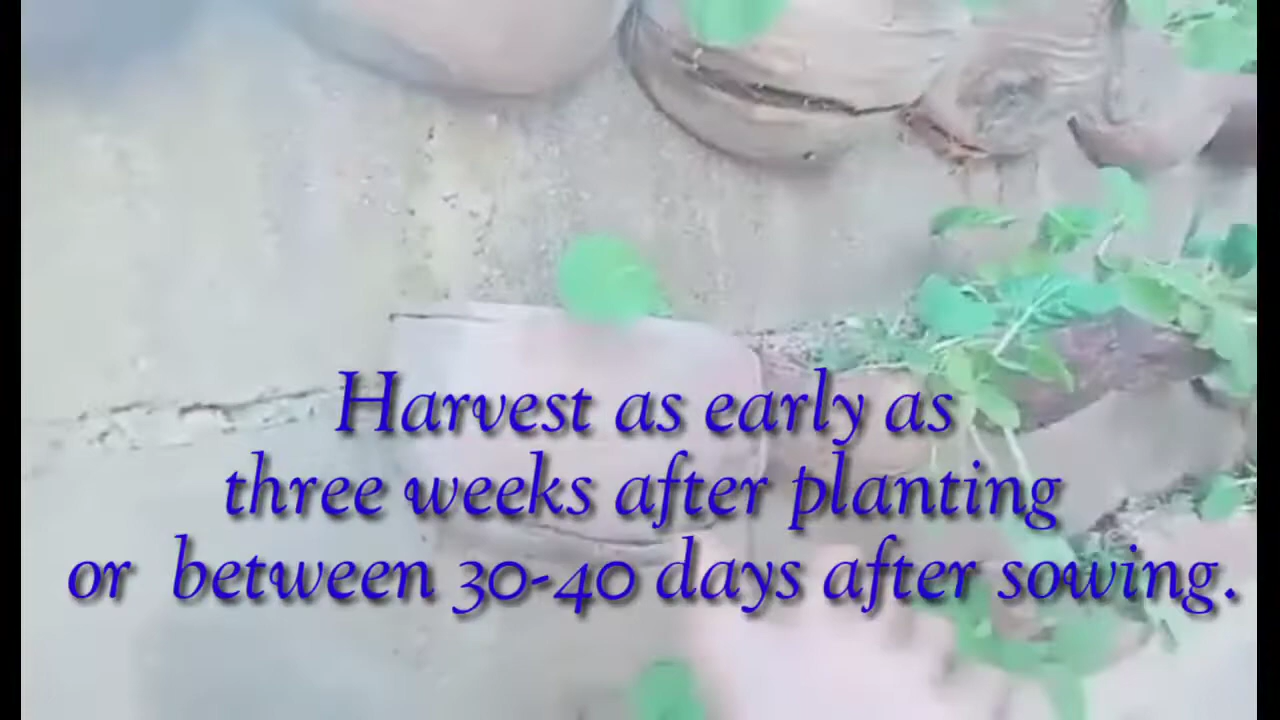 Harvest as early as
three weeks after planting
or between 30-40 days after sowing.